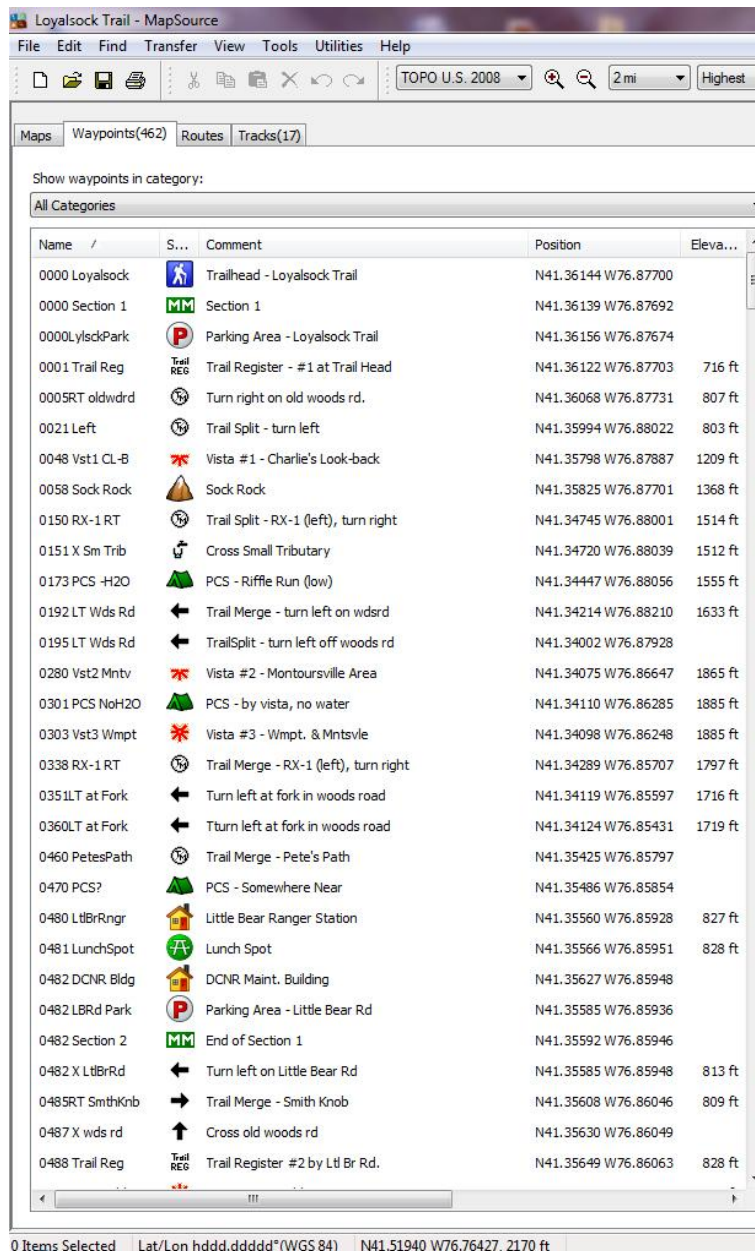 Loyalsock Trail - MapSource
File Edit Find Transfer View Tools Utilities Help
TOPO U.S. 2008 2 mi Highest
Maps Waypoints(462) Routes Tracks(17)
Show waypoints in category:
All Categories
Name / S... Comment Position Eleva...
0000 Loyalsock Trailhead - Loyalsock Trail N41.36144 W76.87700
0000 Section 1 MM Section 1 N41.36139 W76.87692
0000LylsckPark P Parking Area - Loyalsock Trail N41.36156 W76.87674
0001 Trail Reg Trail REG Trail Register - #1 at Trail Head N41.36122 W76.87703 716 ft
0005RT oldwdrd TM Turn right on old woods rd. N41.36068 W76.87731 807 ft
0021 Left TM Trail Split - turn left N41.35994 W76.88022 803 ft
0048 Vst1 CL-B Vista #1 - Charlie's Look-back N41.35798 W76.87887 1209 ft
0058 Sock Rock Sock Rock N41.35825 W76.87701 1368 ft
0150 RX-1 RT TM Trail Split - RX-1 (left), turn right N41.34745 W76.88001 1514 ft
0151 X Sm Trib Cross Small Tributary N41.34720 W76.88039 1512 ft
0173 PCS -H2O PCS - Riffle Run (low) N41.34447 W76.88056 1555 ft
0192 LT Wds Rd Trail Merge - turn left on wdsrd N41.34214 W76.88210 1633 ft
0195 LT Wds Rd TrailSplit - turn left off woods rd N41.34002 W76.87928
0280 Vst2 Mntv Vista #2 - Montoursville Area N41.34075 W76.86647 1865 ft
0301 PCS NoH2O PCS - by vista, no water N41.34110 W76.86285 1885 ft
0303 Vst3 Wmpt Vista #3 - Wmpt. & Mntsvle N41.34098 W76.86248 1885 ft
0338 RX-1 RT TM Trail Merge - RX-1 (left), turn right N41.34289 W76.85707 1797 ft
0351LT at Fork Turn left at fork in woods road N41.34119 W76.85597 1716 ft
0360LT at Fork Tturn left at fork in woods road N41.34124 W76.85431 1719 ft
0460 PetesPath TM Trail Merge - Pete's Path N41.35425 W76.85797
0470 PCS? PCS - Somewhere Near N41.35486 W76.85854
0480 LtlBrRngr Little Bear Ranger Station N41.35560 W76.85928 827 ft
0481 LunchSpot Lunch Spot N41.35566 W76.85951 828 ft
0482 DCNR Bldg DCNR Maint. Building N41.35627 W76.85948
0482 LBRd Park P Parking Area - Little Bear Rd N41.35585 W76.85936
0482 Section 2 MM End of Section 1 N41.35592 W76.85946
0482 X LtlBrRd Turn left on Little Bear Rd N41.35585 W76.85948 813 ft
0485RT SmthKnb Trail Merge - Smith Knob N41.35608 W76.86046 809 ft
0487 X wds rd Cross old woods rd N41.35630 W76.86049
0488 Trail Reg Trail REG Trail Register #2 by Ltl Br Rd. N41.35649 W76.86063 828 ft
0 Items Selected Lat/Lon hddd.ddddd°(WGS 84) N41.51940 W76.76427, 2170 ft